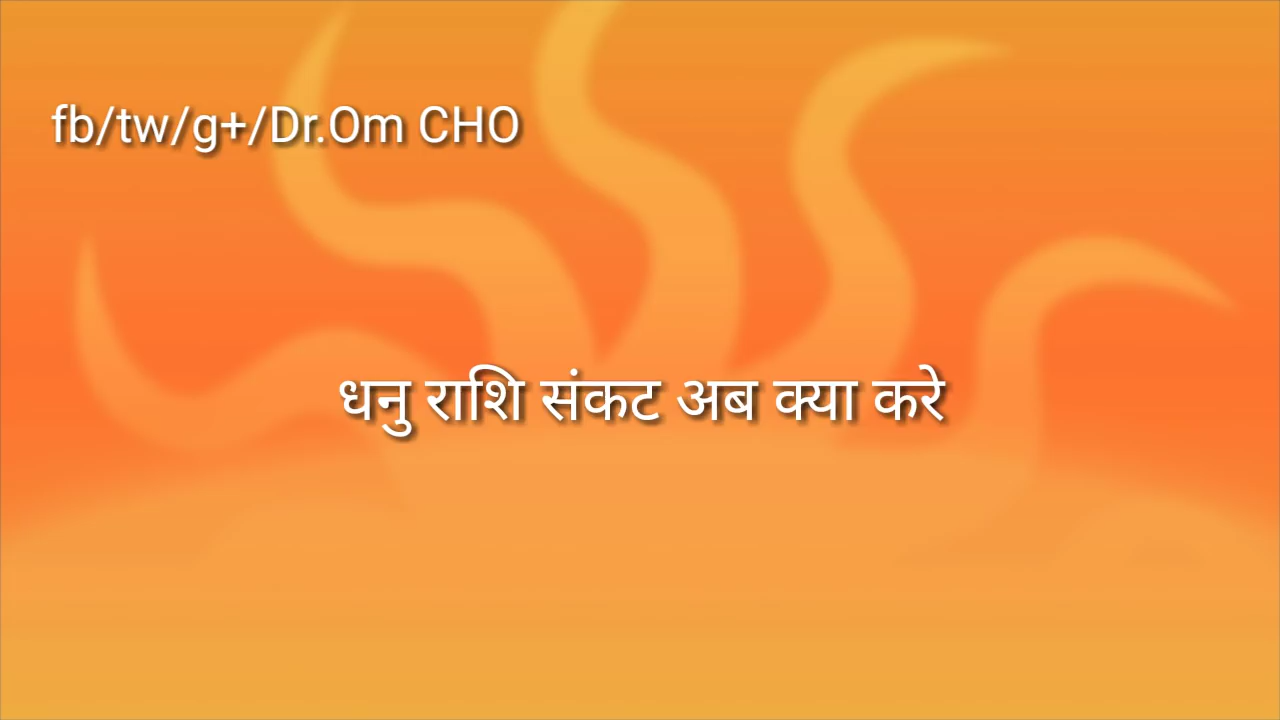 fb/tw/g+/Dr.Om CHO
धनु राशि संकट अब क्या करे